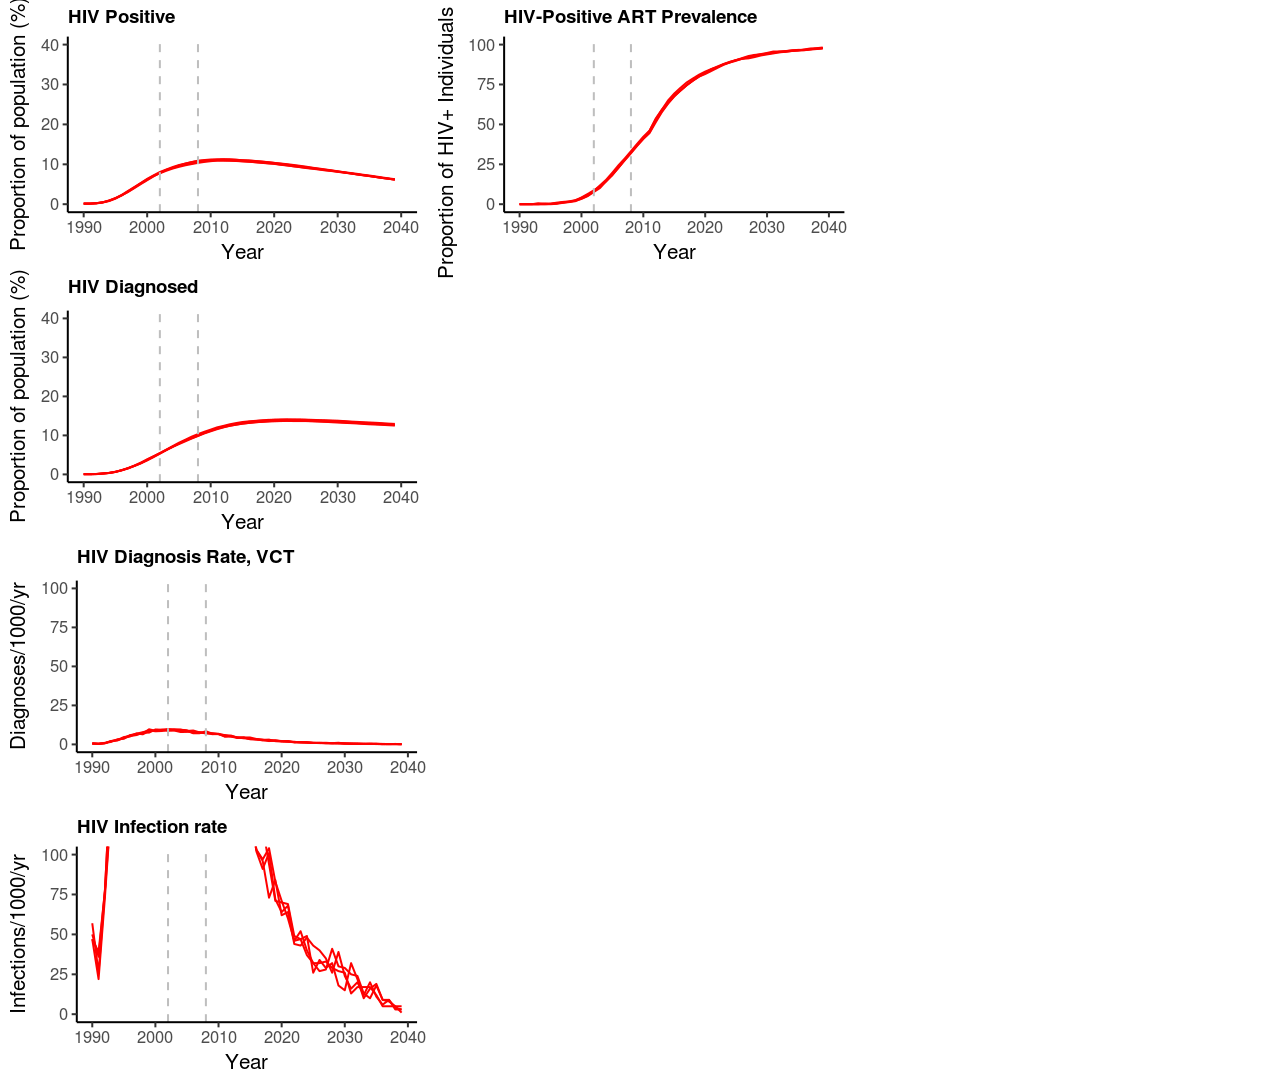 HIV Positive
Proportion of population (%)
40
30
20
10
0
1990 2000 2010 2020 2030 2040
Year
HIV-Positive ART Prevalence
Proportion of HIV+ Individuals
100
75
50
25
0
1990 2000 2010 2020 2030 2040
Year
HIV Diagnosed
Proportion of population (%)
40
30
20
10
0
1990 2000 2010 2020 2030 2040
Year
HIV Diagnosis Rate, VCT
Diagnoses/1000/yr
100
75
50
25
0
1990 2000 2010 2020 2030 2040
Year
HIV Infection rate
Infections/1000/yr
100
75
50
25
0
1990 2000 2010 2020 2030 2040
Year